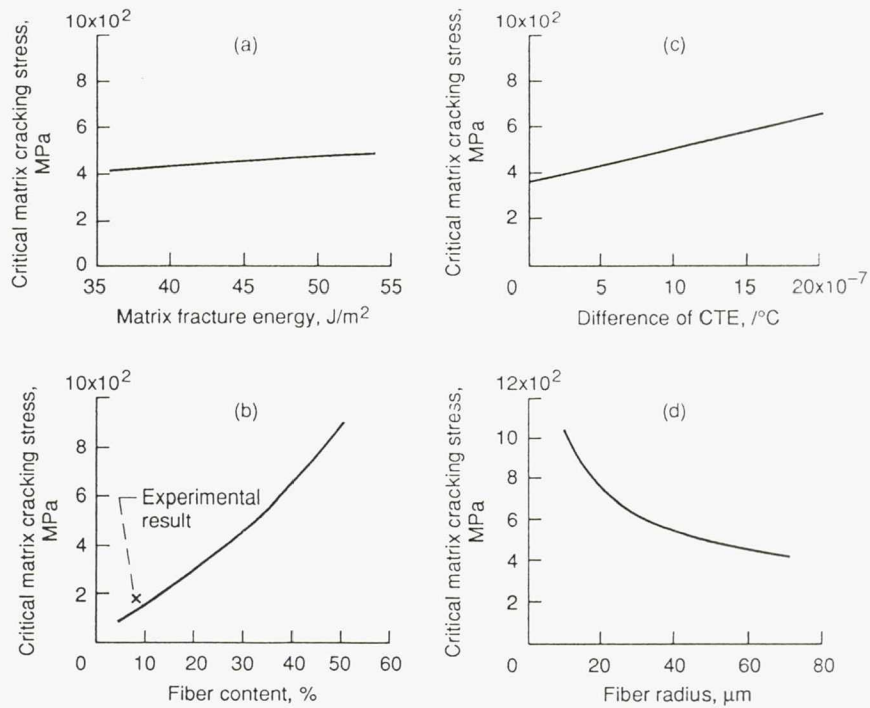 Critical matrix cracking stress,
MPa
10x10²
8
6
4
2
0
(a)
35
40
45
50
55
Matrix fracture energy, J/m²
Critical matrix cracking stress,
MPa
10x10²
8
6
4
2
(c)
0
5
10
15
20x10⁻⁷
Difference of CTE, /°C
Critical matrix cracking stress,
MPa
10x10²
8
6
4
2
(b)
Experimental
result
0
10
20
30
40
50
60
Fiber content, %
Critical matrix cracking stress,
MPa
12x10²
10
8
6
4
2
(d)
0
20
40
60
80
Fiber radius, µm